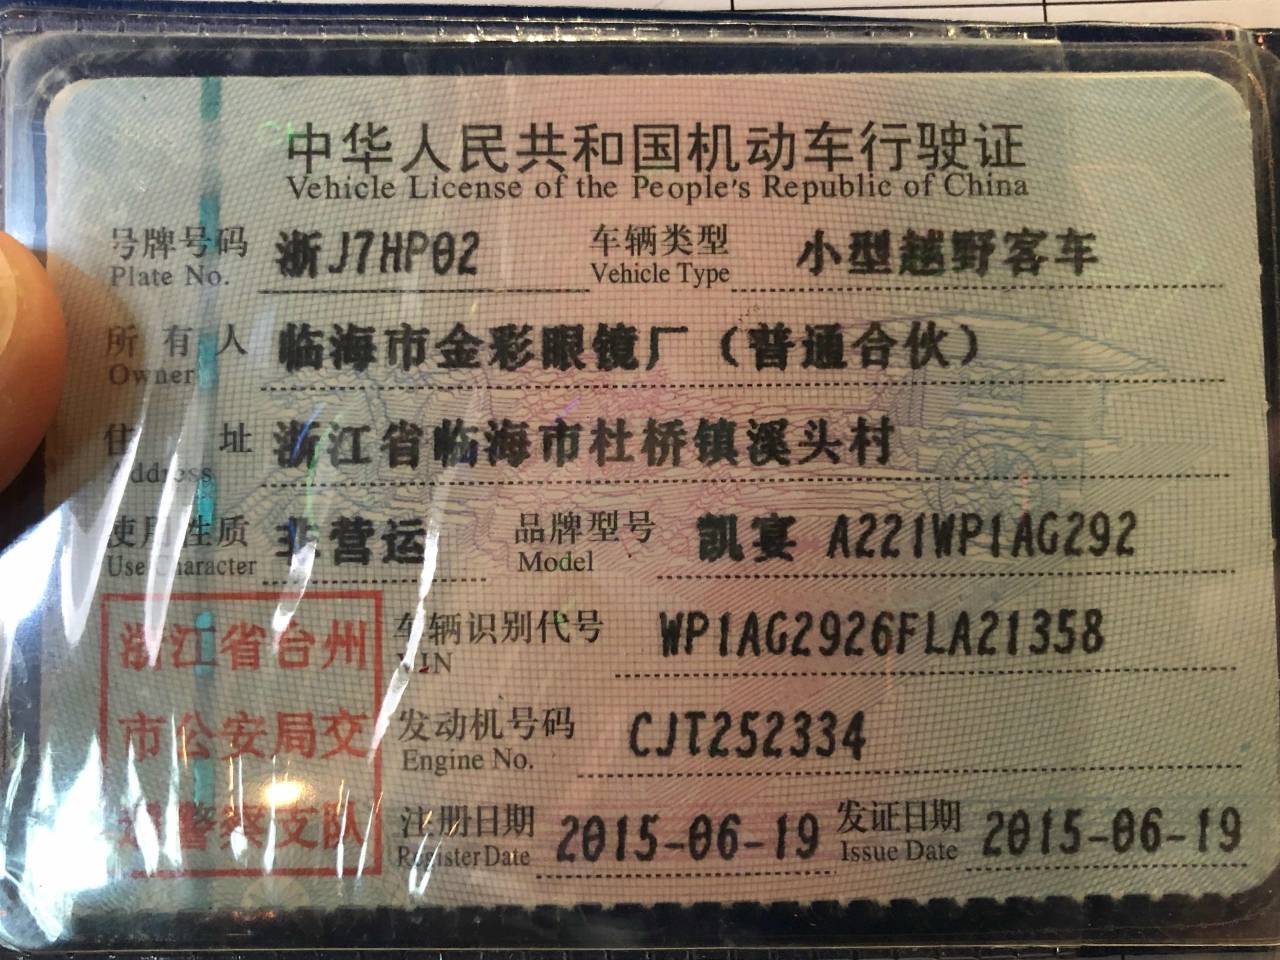 中华人民共和国机动车行驶证
Vehicle License of the People's Republic of China
号牌号码 浙J7HP02 车辆类型 小型越野客车
Plate No. Vehicle Type
所有人 临海市金彩眼镜厂（普通合伙）
Owner
住址 浙江省临海市杜桥镇溪头村
Address
使用性质 非营运 品牌型号 凯宴 A221WP1AG292
Use Character Model
浙江省台州
市公安局交
通警察支队
车辆识别代号 WP1AG2926FLA21358
VIN
发动机号码 CJT252334
Engine No.
注册日期 2015-06-19 发证日期 2015-06-19
Register Date Issue Date